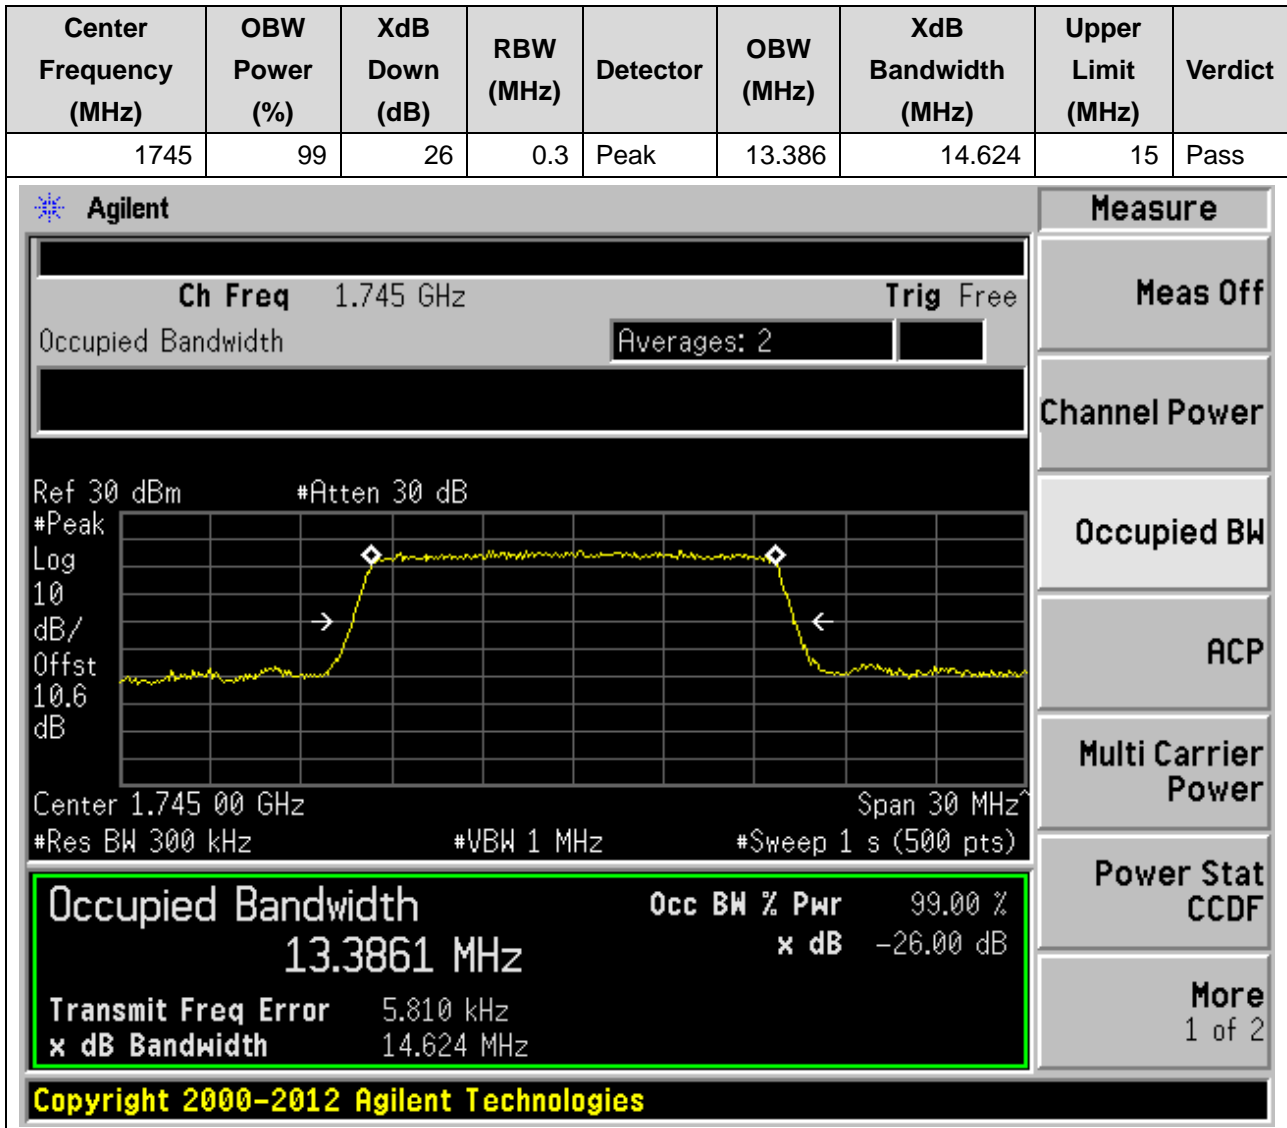 Center Frequency (MHz) OBW Power (%) XdB Down (dB) RBW (MHz) Detector OBW (MHz) XdB Bandwidth (MHz) Upper Limit (MHz) Verdict
1745 99 26 0.3 Peak 13.386 14.624 15 Pass
Agilent
Measure
Ch Freq 1.745 GHz Trig Free
Meas Off
Occupied Bandwidth Averages: 2
Channel Power
Ref 30 dBm #Atten 30 dB
#Peak
Log
10
dB/
Offst
10.6
dB
Occupied BW
ACP
Multi Carrier
Power
Center 1.745 00 GHz Span 30 MHz^
#Res BW 300 kHz #VBW 1 MHz #Sweep 1 s (500 pts)
Power Stat
CCDF
Occupied Bandwidth Occ BW % Pwr 99.00 %
13.3861 MHz x dB -26.00 dB
Transmit Freq Error 5.810 kHz
x dB Bandwidth 14.624 MHz
More
1 of 2
Copyright 2000-2012 Agilent Technologies